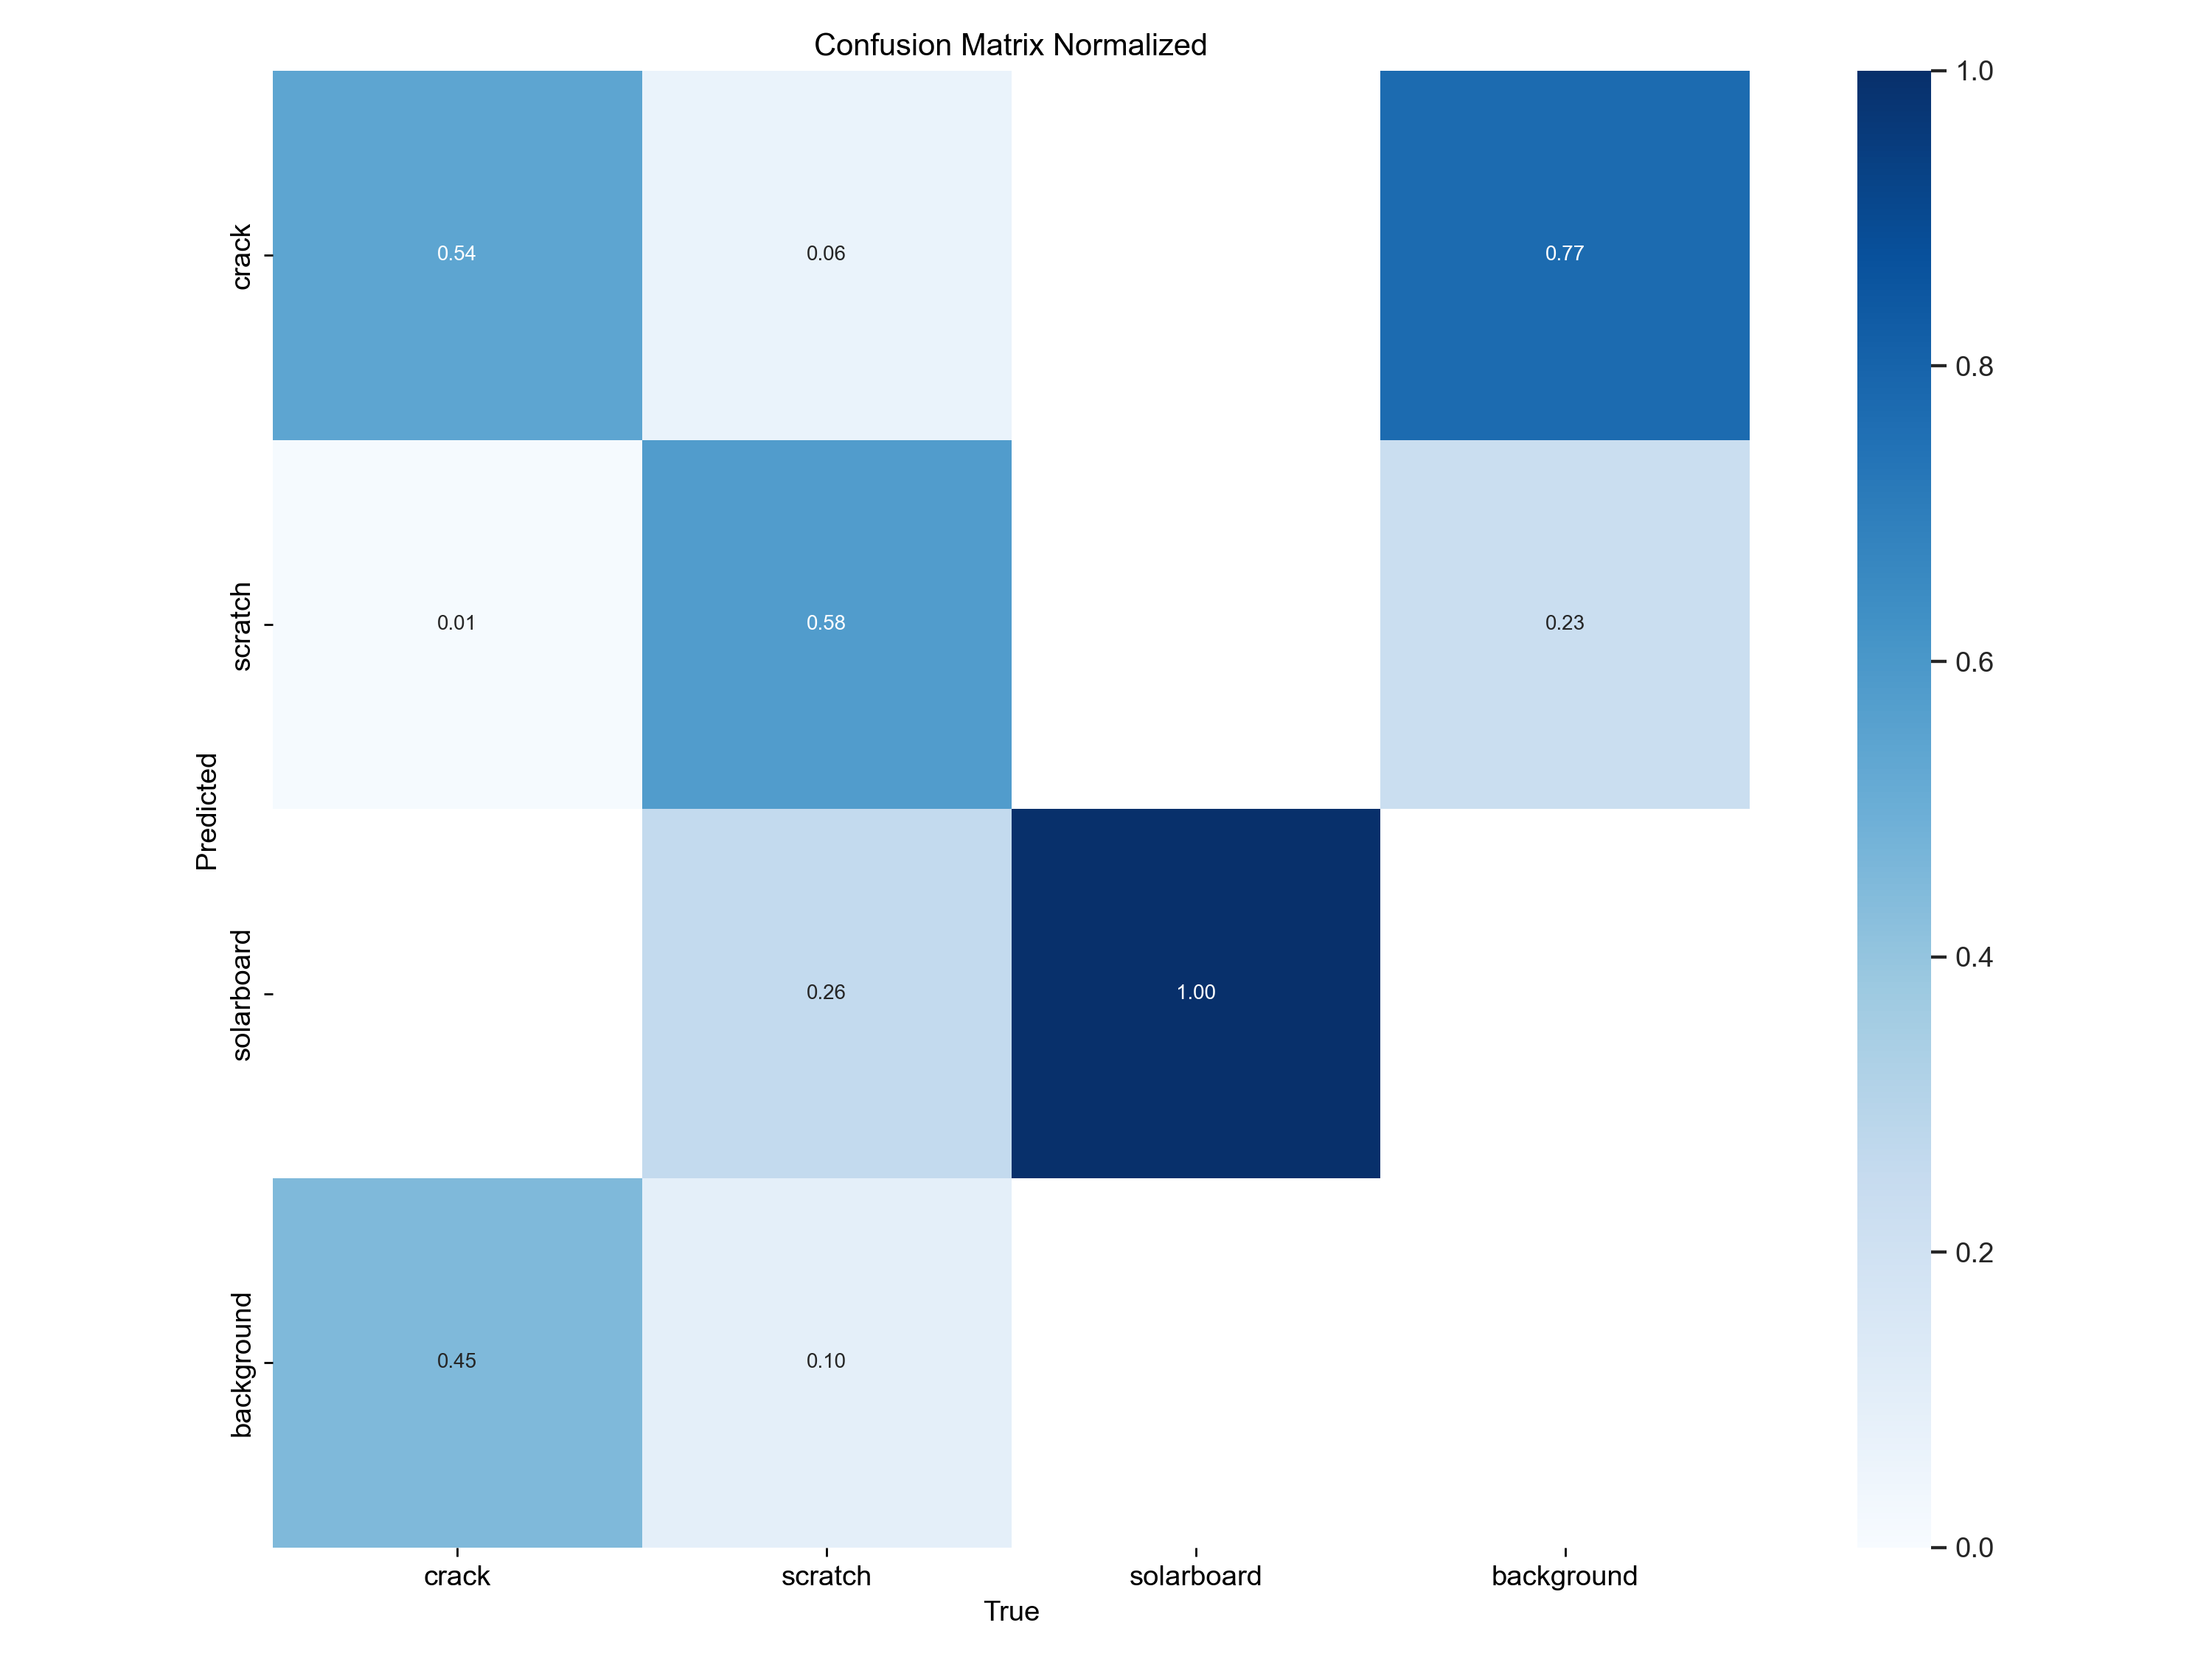 Confusion Matrix Normalized
crack
0.54
0.06
0.77
scratch
0.01
0.58
0.23
Predicted
solarboard
0.26
1.00
background
0.45
0.10
crack
scratch
solarboard
background
True
1.0
0.8
0.6
0.4
0.2
0.0